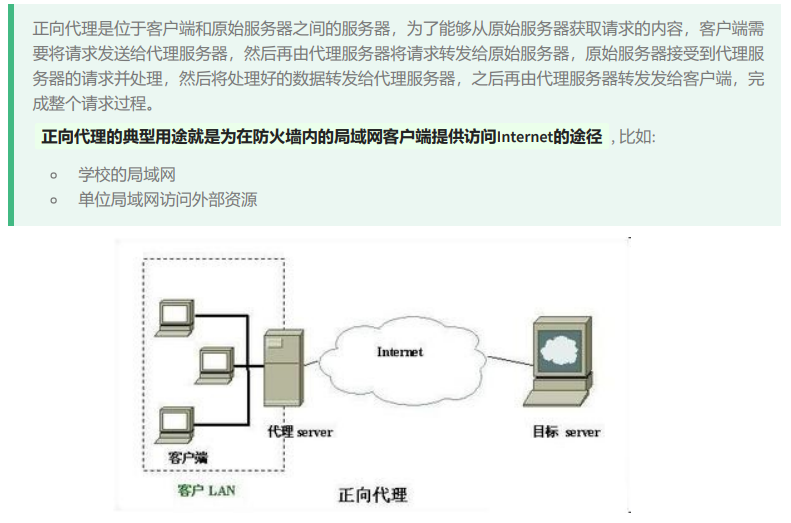 正向代理是位于客户端和原始服务器之间的服务器，为了能够从原始服务器获取请求的内容，客户端需
要将请求发送给代理服务器，然后再由代理服务器将请求转发给原始服务器，原始服务器接受到代理服
务器的请求并处理，然后将处理好的数据转发给代理服务器，之后再由代理服务器转发发给客户端，完
成整个请求过程。
正向代理的典型用途就是为在防火墙内的局域网客户端提供访问Internet的途径，比如:
学校的局域网
单位局域网访问外部资源
Internet
代理 server
目标 server
客户端
客户 LAN
正向代理